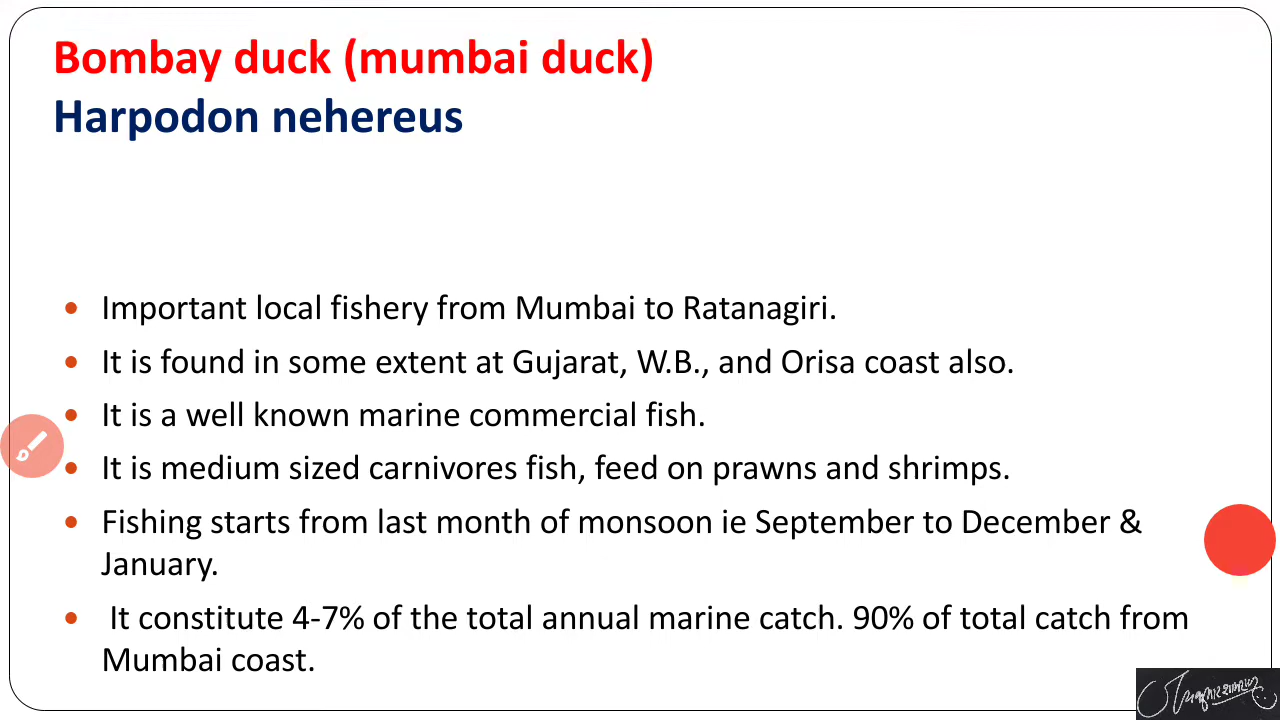 Bombay duck (mumbai duck)
Harpodon nehereus
Important local fishery from Mumbai to Ratanagiri.
It is found in some extent at Gujarat, W.B., and Orisa coast also.
It is a well known marine commercial fish.
It is medium sized carnivores fish, feed on prawns and shrimps.
Fishing starts from last month of monsoon ie September to December &
January.
It constitute 4-7% of the total annual marine catch. 90% of total catch from
Mumbai coast.